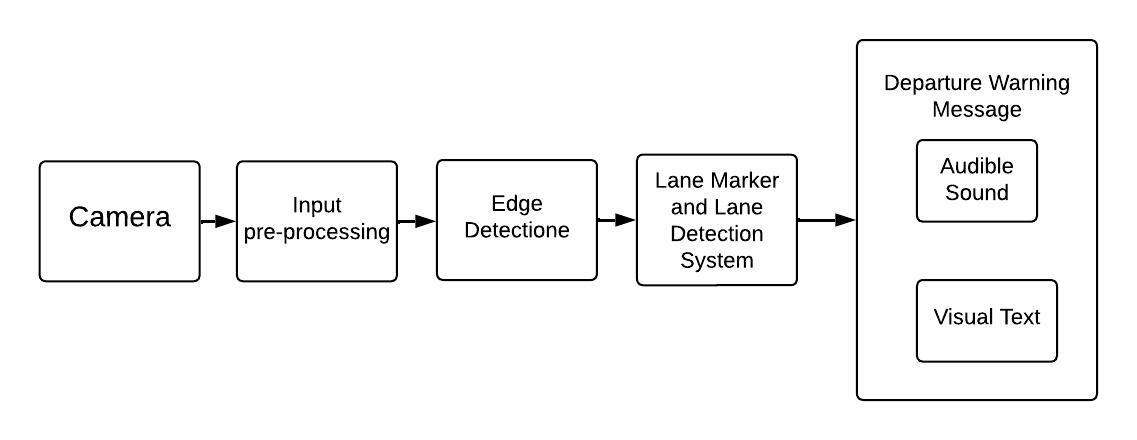 Camera
Input
pre-processing
Edge
Detectione
Lane Marker
and Lane
Detection
System
Departure Warning
Message
Audible
Sound
Visual Text